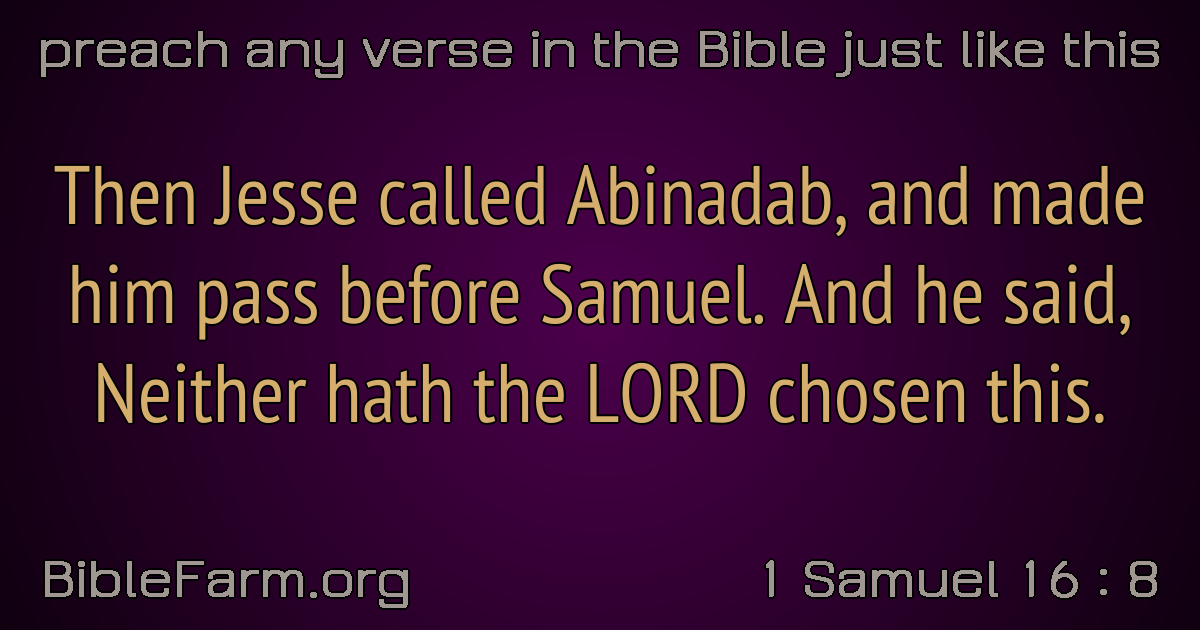 preach any verse in the Bible just like this
Then Jesse called Abinadab, and made
him pass before Samuel. And he said,
Neither hath the LORD chosen this.
BibleFarm.org
1 Samuel 16 : 8